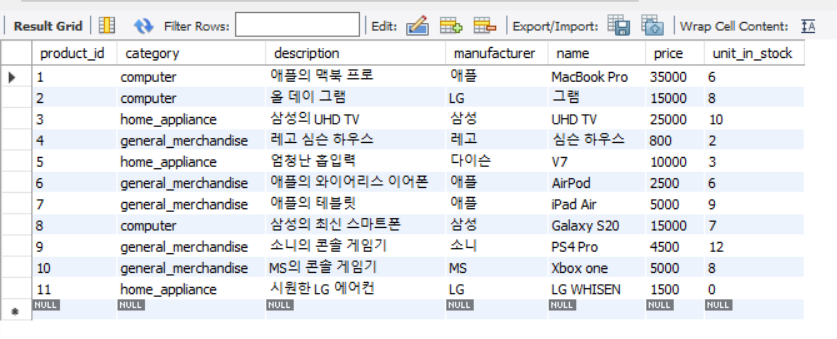 Result Grid Filter Rows: Edit: Export/Import: Wrap Cell Content: IA
product_id category description manufacturer name price unit_in_stock
1 computer 애플의 맥북 프로 애플 MacBook Pro 35000 6
2 computer 올 데이 그램 LG 그램 15000 8
3 home_appliance 삼성의 UHD TV 삼성 UHD TV 25000 10
4 general_merchandise 레고 심슨 하우스 레고 심슨 하우스 800 2
5 home_appliance 엄청난 흡입력 다이슨 V7 10000 3
6 general_merchandise 애플의 와이어리스 이어폰 애플 AirPod 2500 6
7 general_merchandise 애플의 테블릿 애플 iPad Air 5000 9
8 computer 삼성의 최신 스마트폰 삼성 Galaxy S20 15000 7
9 general_merchandise 소니의 콘솔 게임기 소니 PS4 Pro 4500 12
10 general_merchandise MS의 콘솔 게임기 MS Xbox one 5000 8
11 home_appliance 시원한 LG 에어컨 LG LG WHISEN 1500 0
NULL NULL NULL NULL NULL NULL NULL